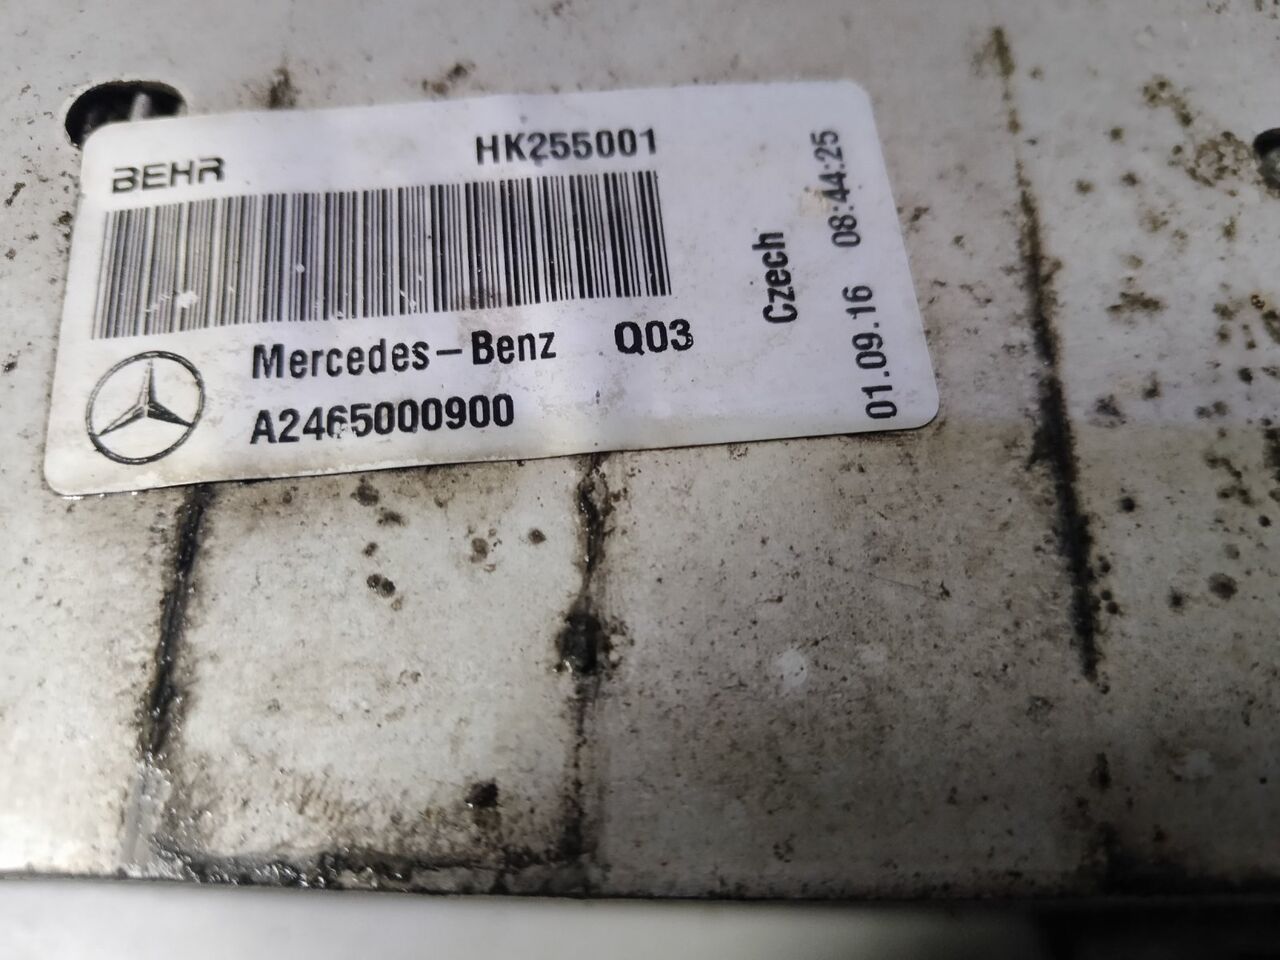 BEHR HK255001
Mercedes-Benz Q03
A2465000900
Czech
01.09.16 08:44:25